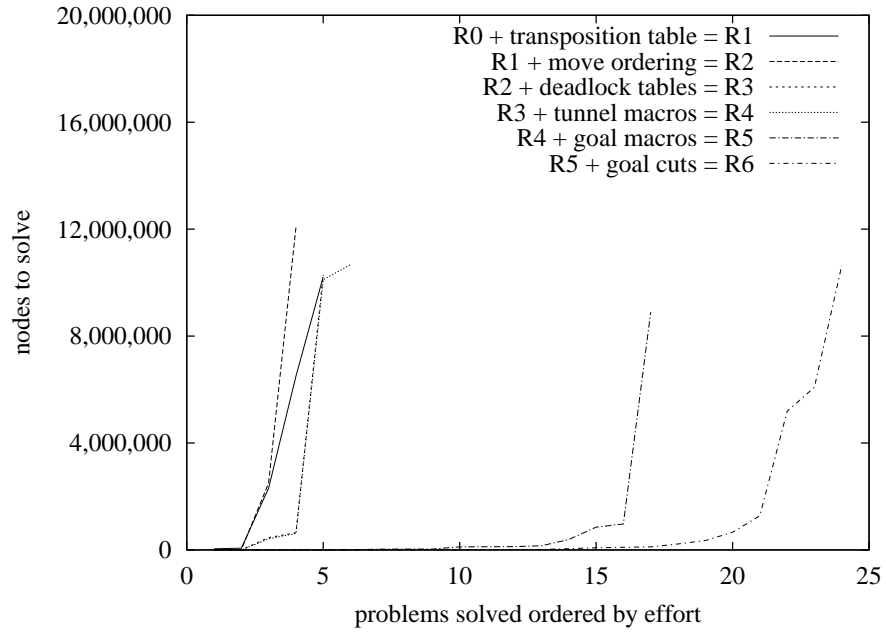 20,000,000
16,000,000
12,000,000
8,000,000
4,000,000
0
nodes to solve
R0 + transposition table = R1
R1 + move ordering = R2
R2 + deadlock tables = R3
R3 + tunnel macros = R4
R4 + goal macros = R5
R5 + goal cuts = R6
0 5 10 15 20 25
problems solved ordered by effort